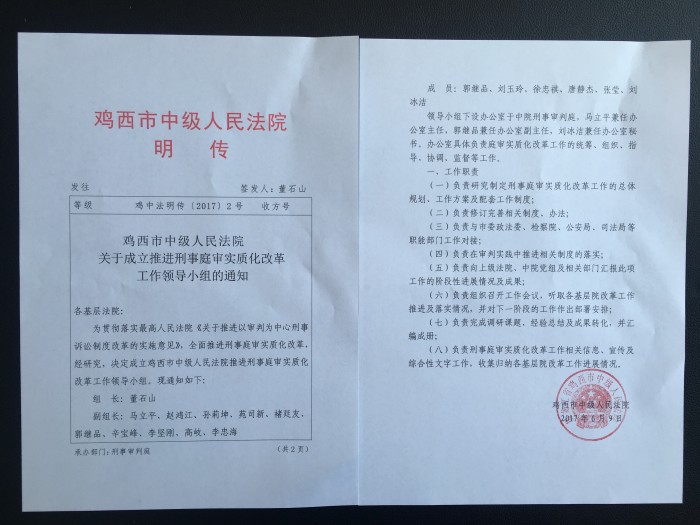 鸡西市中级人民法院
明 传
发往 签发人：董石山
等级 鸡中法明传〔2017〕2号 收方号
鸡西市中级人民法院
关于成立推进刑事庭审实质化改革
工作领导小组的通知
各基层法院：
为贯彻落实最高人民法院《关于推进以审判为中心刑事
诉讼制度改革的实施意见》，全面推进刑事庭审实质化改革，
经研究，决定成立鸡西市中级人民法院推进刑事庭审实质化
改革工作领导小组。现通知如下：
组 长：董石山
副组长：马立平、赵鸿江、孙莉坤、苑司新、褚廷友、
郭继品、辛宝峰、李坚刚、高岐、李忠海
承办部门：刑事审判庭 （共2页）
成 员：郭继品、刘玉玲、徐忠祺、唐静杰、张莹、刘
冰洁
领导小组下设办公室于中院刑事审判庭，马立平兼任办
公室主任，郭继品兼任办公室副主任，刘冰洁兼任办公室秘
书。办公室具体负责庭审实质化改革工作的统筹、组织、指
导、协调、监督等工作。
一、工作职责
（一）负责研究制定刑事庭审实质化改革工作的总体
规划、工作方案及配套工作制度；
（二）负责修订完善相关制度、办法；
（三）负责与市委政法委、检察院、公安局、司法局等
职能部门工作对接；
（四）负责在审判实践中推进相关制度的落实；
（五）负责向上级法院、中院党组及相关部门汇报此项
工作的阶段性进展情况及成果；
（六）负责组织召开工作会议，听取各基层院改革工作
推进及落实情况，并对下一阶段的工作作出部署安排；
（七）负责完成调研课题、经验总结及成果转化，并汇
编成册；
（八）负责刑事庭审实质化改革工作相关信息、宣传及
综合性文字工作，收集归纳各基层院改革工作进展情况。
鸡西市中级人民法院
2017年6月9日